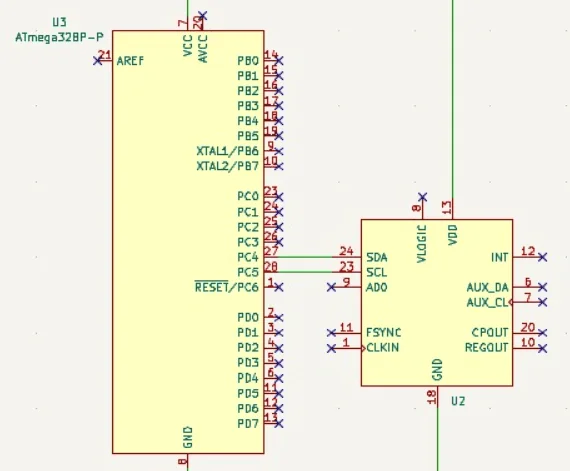 U3
ATmega328P-P
7
VCC
20
AVCC
21
AREF
PB0 14
PB1 15
PB2 16
PB3 17
PB4 18
PB5 19
XTAL1/PB6 9
XTAL2/PB7 10
PC0 23
PC1 24
PC2 25
PC3 26
PC4 27
PC5 28
RESET/PC6 1
PD0 2
PD1 3
PD2 4
PD3 5
PD4 6
PD5 11
PD6 12
PD7 13
GND
8
8
VLOGIC
13
VDD
24 SDA
23 SCL
9 AD0
11 FSYNC
1 CLKIN
INT 12
AUX_DA 6
AUX_CL 7
CPOUT 20
REGOUT 10
GND
18
U2